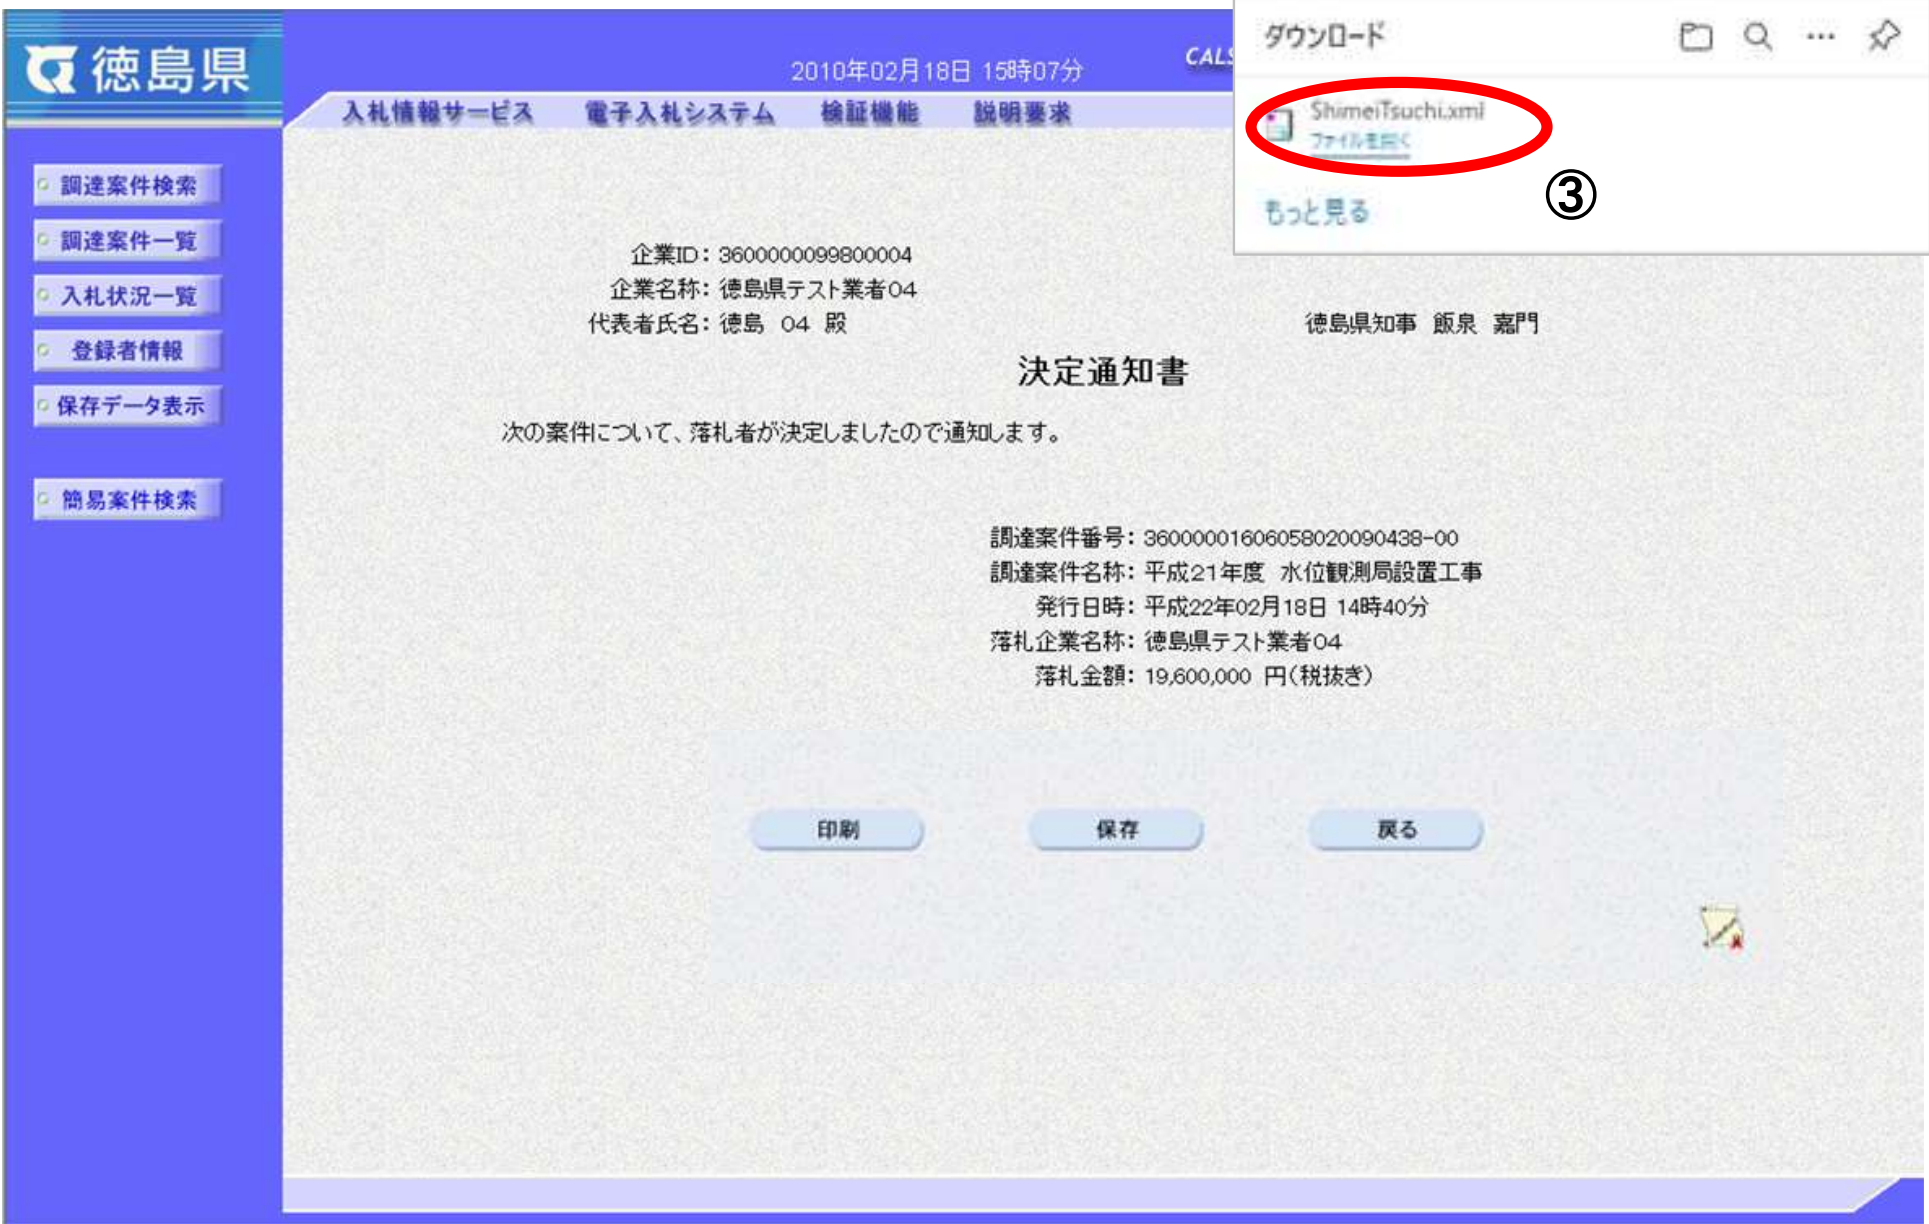 徳島県
2010年02月18日 15時07分
CALS
入札情報サービス 電子入札システム 検証機能 説明要求
ダウンロード
ShimeiTsuchi.xml
ファイルを開く
③
もっと見る
調達案件検索
調達案件一覧
入札状況一覧
登録者情報
保存データ表示
簡易案件検索
企業ID：3600000099800004
企業名称：徳島県テスト業者04
代表者氏名：徳島 04 殿
徳島県知事 飯泉 嘉門
決定通知書
次の案件について、落札者が決定しましたので通知します。
調達案件番号：36000001606058020090438-00
調達案件名称：平成21年度 水位観測局設置工事
発行日時：平成22年02月18日 14時40分
落札企業名称：徳島県テスト業者04
落札金額：19,600,000 円（税抜き）
印刷
保存
戻る